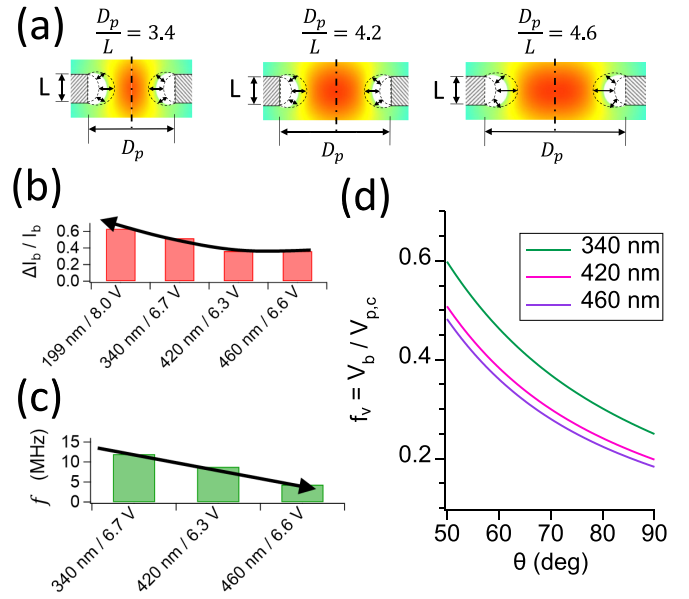 (a)
D_p/L = 3.4
D_p/L = 4.2
D_p/L = 4.6
L
L
L
D_p
D_p
D_p
(b)
ΔI_b / I_b
0.6
0.4
0.2
0.0
199 nm / 8.0 V
340 nm / 6.7 V
420 nm / 6.3 V
460 nm / 6.6 V
(c)
f (MHz)
15
10
5
0
340 nm / 6.7 V
420 nm / 6.3 V
460 nm / 6.6 V
(d)
340 nm
420 nm
460 nm
f_v = V_b / V_p,c
0.6
0.4
0.2
50 60 70 80 90
θ (deg)